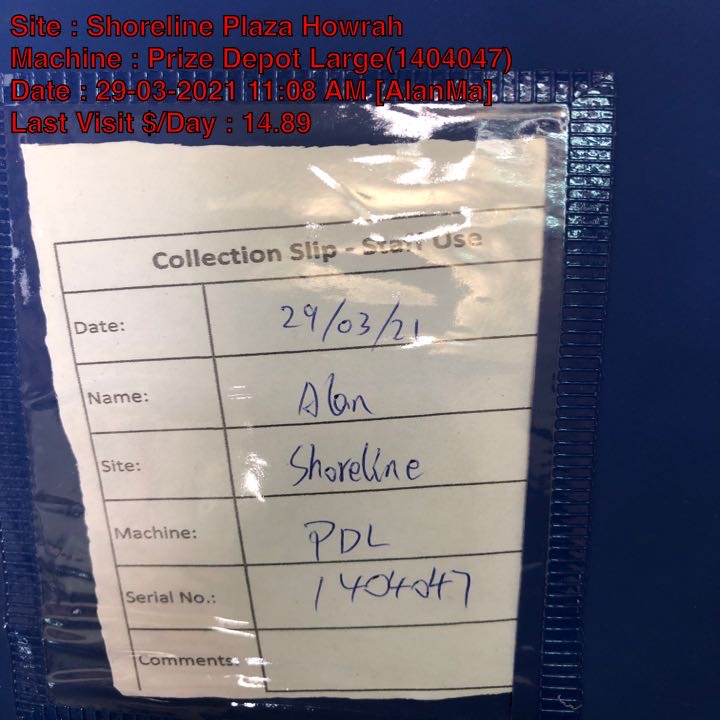 Site : Shoreline Plaza Howrah
Machine : Prize Depot Large(1404047)
Date : 29-03-2021 11:08 AM [AlanMa]
Last Visit $/Day : 14.89
Collection Slip - Staff Use
Date: 29/03/21
Name: Alan
Site: Shoreline
Machine: PDL
Serial No.: 1404047
Comments: